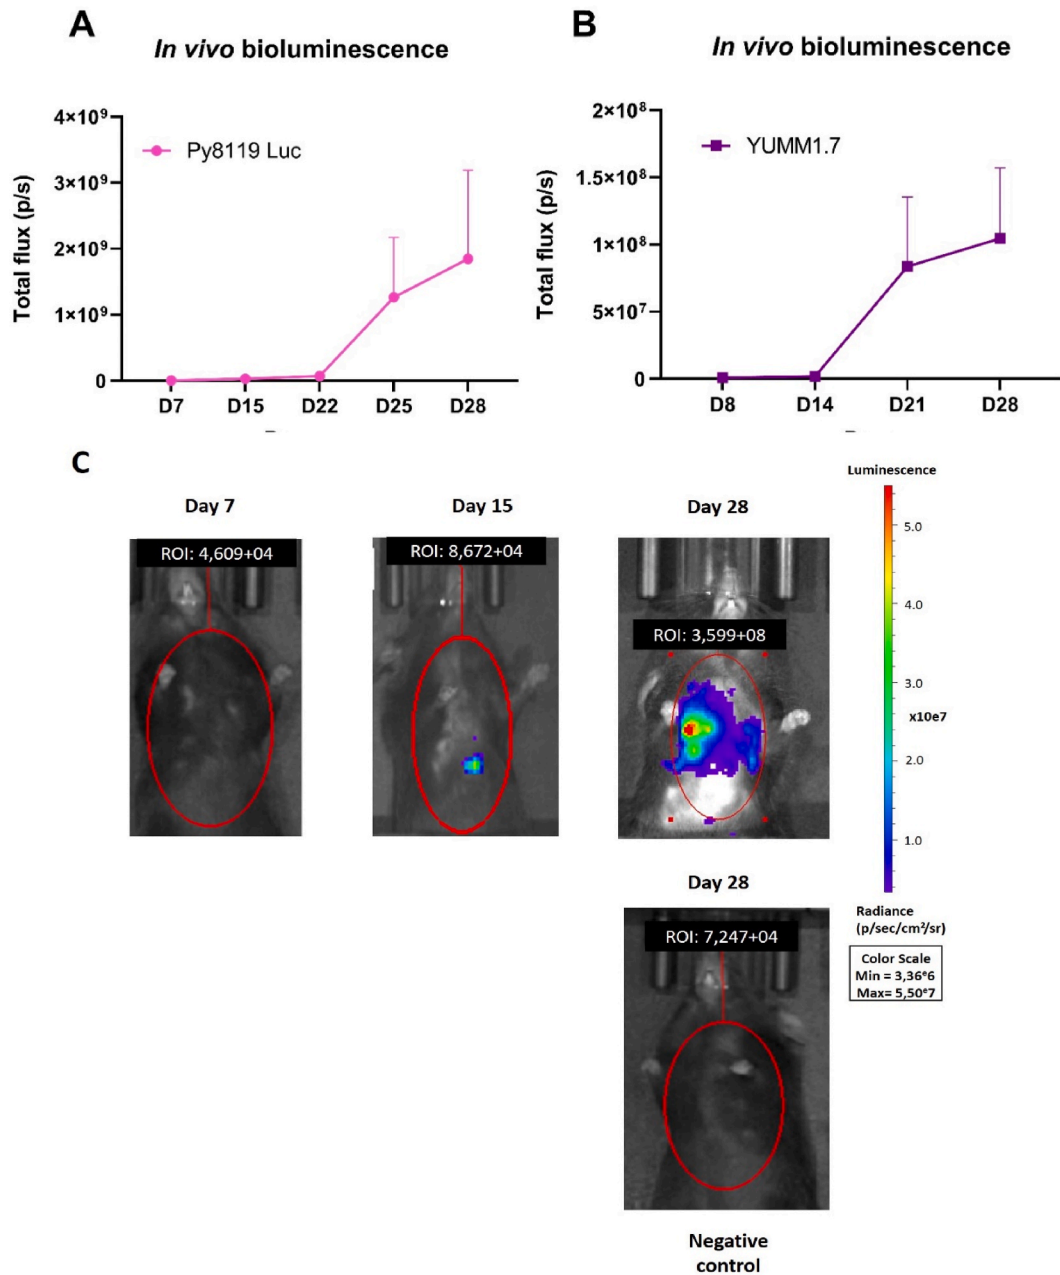 A
In vivo bioluminescence
4×10⁹
3×10⁹
2×10⁹
1×10⁹
0
Total flux (p/s)
Py8119 Luc
D7 D15 D22 D25 D28
B
In vivo bioluminescence
2×10⁸
1.5×10⁸
1×10⁸
5×10⁷
0
Total flux (p/s)
YUMM1.7
D8 D14 D21 D28
C
Day 7
ROI: 4,609+04
Day 15
ROI: 8,672+04
Day 28
ROI: 3,599+08
Luminescence
5.0
4.0
3.0
x10e7
2.0
1.0
Radiance
(p/sec/cm²/sr)
Color Scale
Min = 3,36ᵉ6
Max= 5,50ᵉ7
Day 28
ROI: 7,247+04
Negative
control